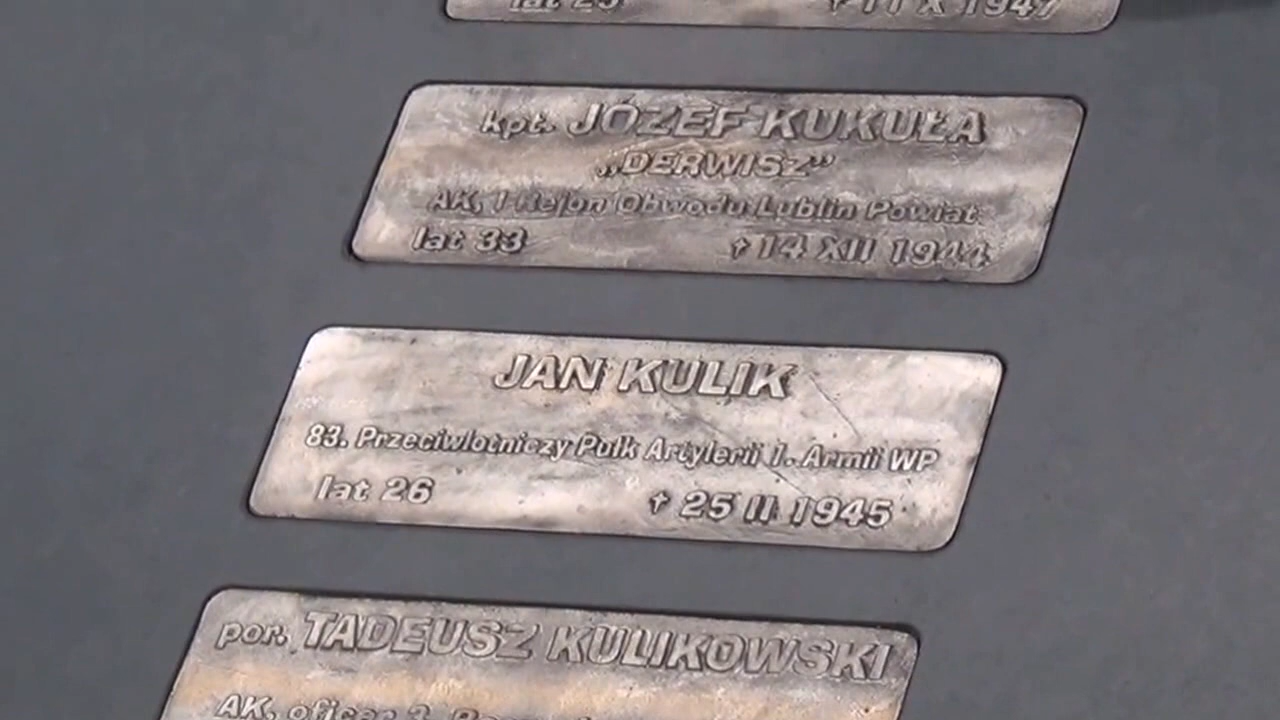 lat 25 † 11 X 1947
kpt. JÓZEF KUKUŁA
„DERWISZ”
AK, I Rejon Obwodu Lublin Powiat
lat 33 † 14 XII 1944
JAN KULIK
83. Przeciwlotniczy Pułk Artylerii 1. Armii WP
lat 26 † 25 II 1945
por. TADEUSZ KULIKOWSKI
AK, oficer 3.